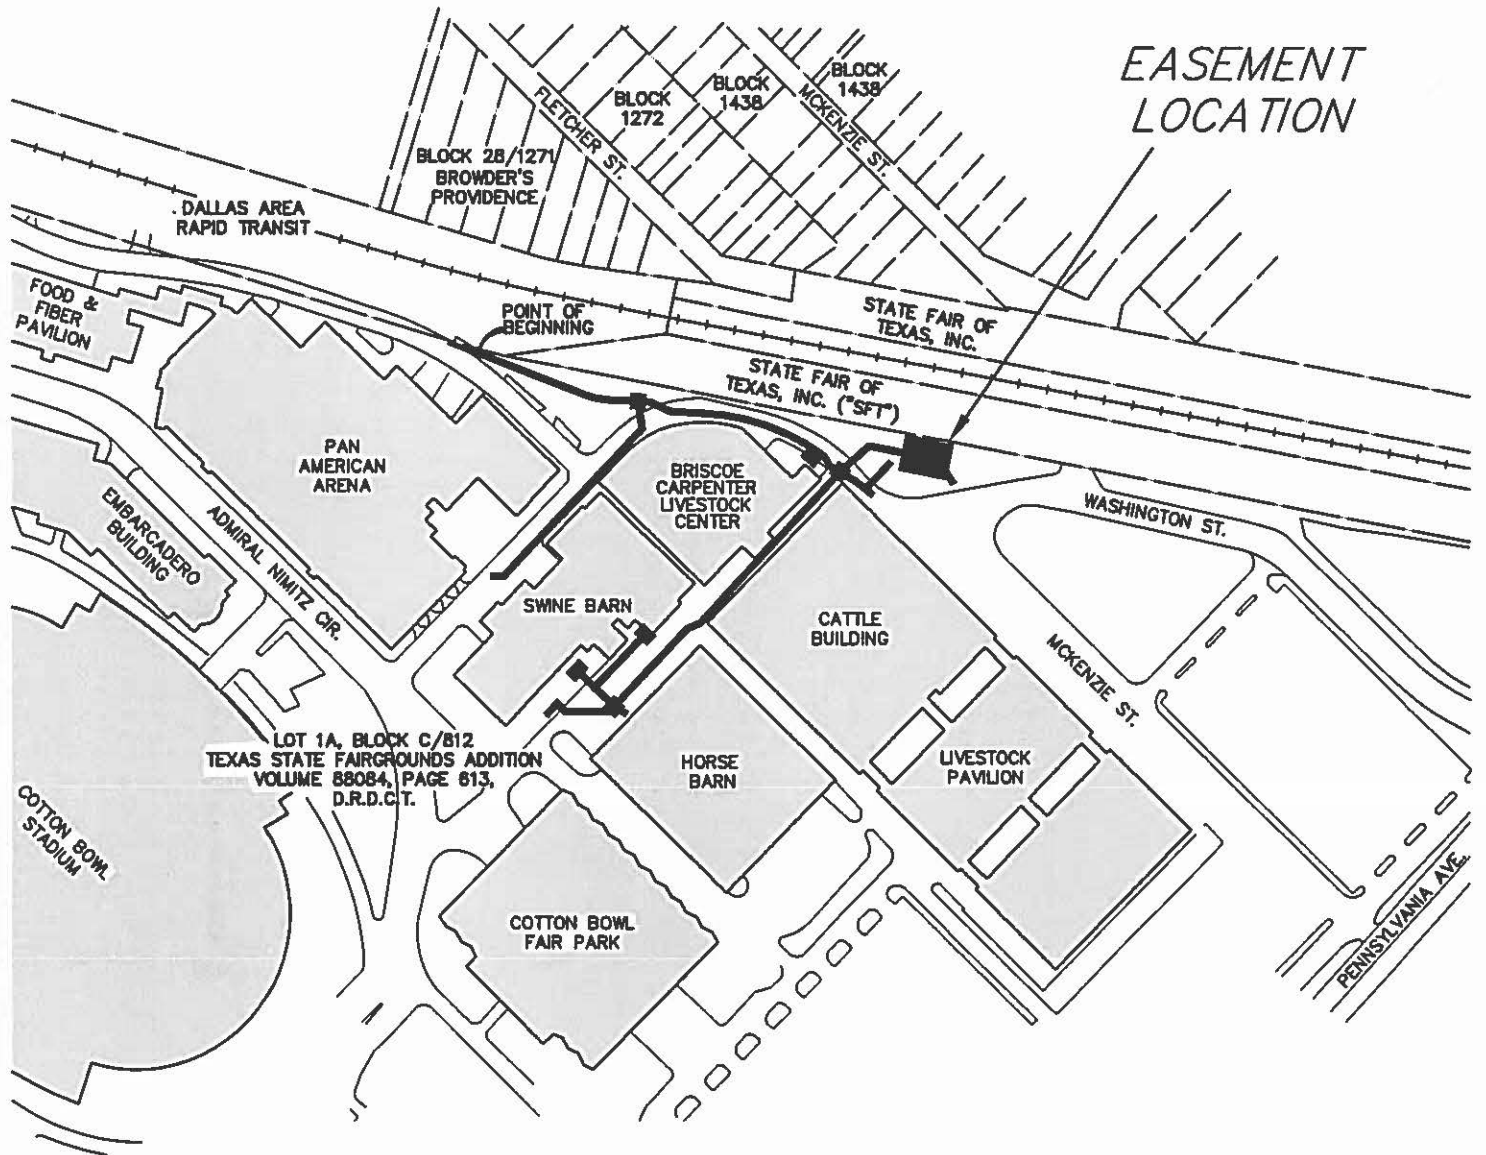 EASEMENT
LOCATION
BLOCK
1438
BLOCK
1438
BLOCK
1272
FLETCHER ST.
MCKENZIE ST.
BLOCK 28/1271
BROWDER'S
PROVIDENCE
DALLAS AREA
RAPID TRANSIT
FOOD &
FIBER
PAVILION
POINT OF
BEGINNING
STATE FAIR OF
TEXAS, INC.
STATE FAIR OF
TEXAS, INC. ("SFT")
PAN
AMERICAN
ARENA
BRISCOE
CARPENTER
LIVESTOCK
CENTER
WASHINGTON ST.
EMBARCADERO
BUILDING
ADMIRAL NIMITZ CIR.
SWINE BARN
CATTLE
BUILDING
MCKENZIE ST.
LOT 1A, BLOCK C/812
TEXAS STATE FAIRGROUNDS ADDITION
VOLUME 88084, PAGE 613,
D.R.D.C.T.
HORSE
BARN
LIVESTOCK
PAVILION
COTTON BOWL
STADIUM
COTTON BOWL
FAIR PARK
PENNSYLVANIA AVE.